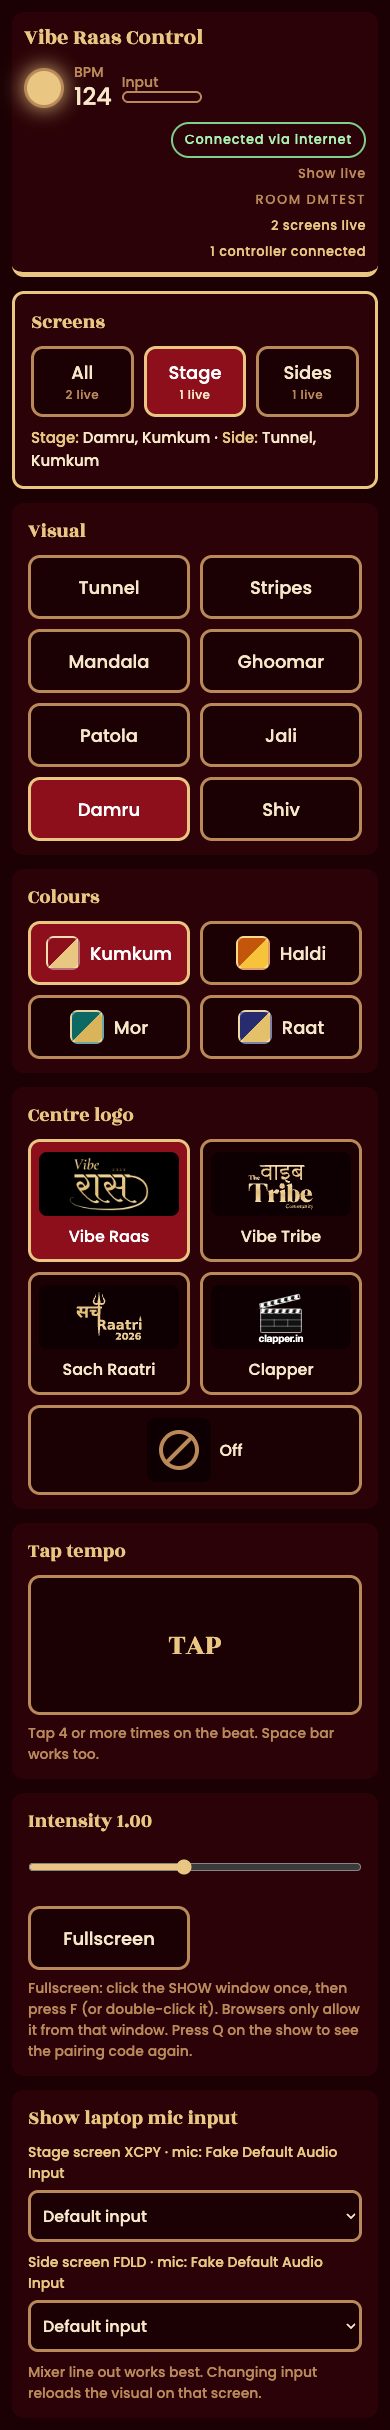 Vibe Raas Control
BPM
124
Input
Connected via internet
Show live
ROOM DMTEST
2 screens live
1 controller connected
Screens
All
2 live
Stage
1 live
Sides
1 live
Stage: Damru, Kumkum · Side: Tunnel,
Kumkum
Visual
Tunnel
Stripes
Mandala
Ghoomar
Patola
Jali
Damru
Shiv
Colours
Kumkum
Haldi
Mor
Raat
Centre logo
Vibe
रास
Vibe Raas
वाइब
The Tribe
Community
Vibe Tribe
सच
Raatri
2026
Sach Raatri
clapper.in
Clapper
Off
Tap tempo
TAP
Tap 4 or more times on the beat. Space bar
works too.
Intensity 1.00
Fullscreen
Fullscreen: click the SHOW window once, then
press F (or double-click it). Browsers only allow
it from that window. Press Q on the show to see
the pairing code again.
Show laptop mic input
Stage screen XCPY · mic: Fake Default Audio
Input
Default input
Side screen FDLD · mic: Fake Default Audio
Input
Default input
Mixer line out works best. Changing input
reloads the visual on that screen.